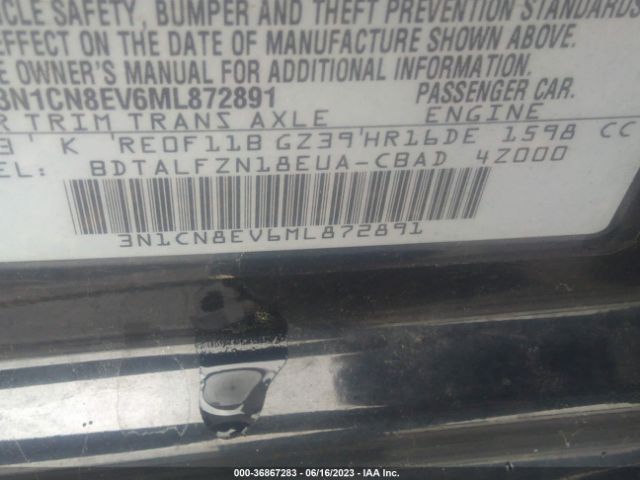 CLE SAFETY, BUMPER AND THEFT PREVENTION STANDARDS
EFFECT ON THE DATE OF MANUFACTURE SHOWN ABOVE.
E OWNER'S MANUAL FOR ADDITIONAL INFORMATION.
3N1CN8EV6ML872891 PASSENGER CAR.
R TRIM TRANS AXLE ENGINE
3 K RE0F11B GZ39 HR16DE 1598 CC
EL: BDTALFZN18EUA-CBAD 4Z000
3N1CN8EV6ML872891
000-36867283 - 06/16/2023 - IAA Inc.